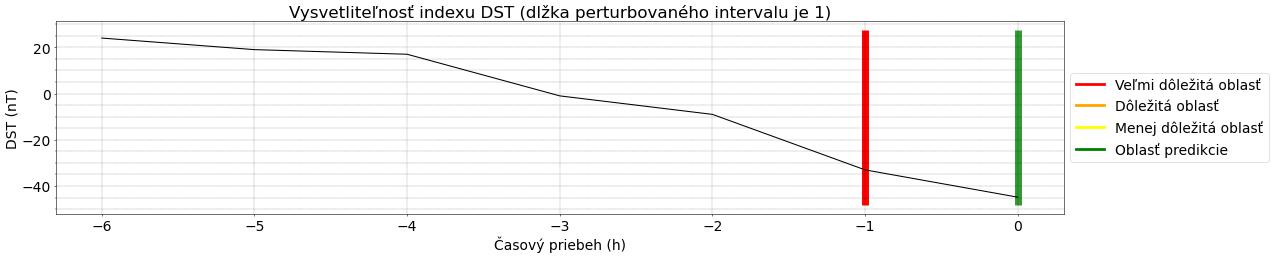 Vysvetliteľnosť indexu DST (dĺžka perturbovaného intervalu je 1)
20
0
−20
−40
DST (nT)
−6 −5 −4 −3 −2 −1 0
Časový priebeh (h)
Veľmi dôležitá oblasť
Dôležitá oblasť
Menej dôležitá oblasť
Oblasť predikcie